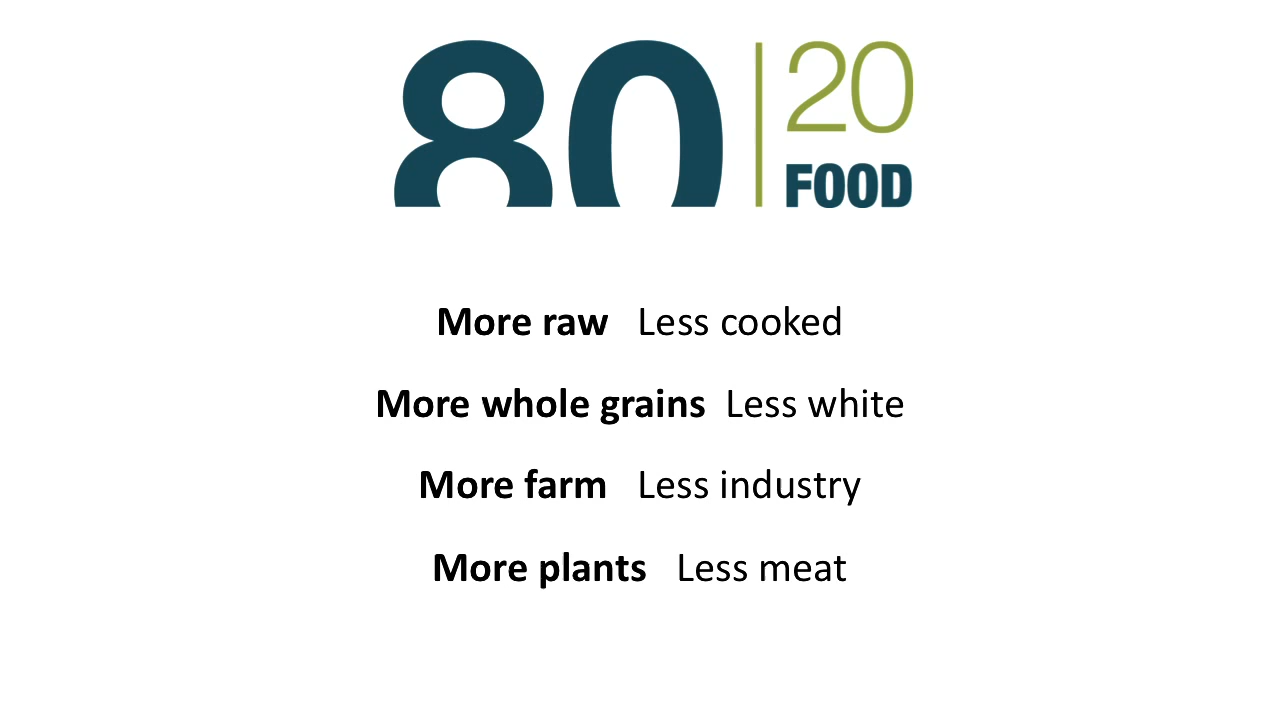 80|20 FOOD
More raw Less cooked
More whole grains Less white
More farm Less industry
More plants Less meat